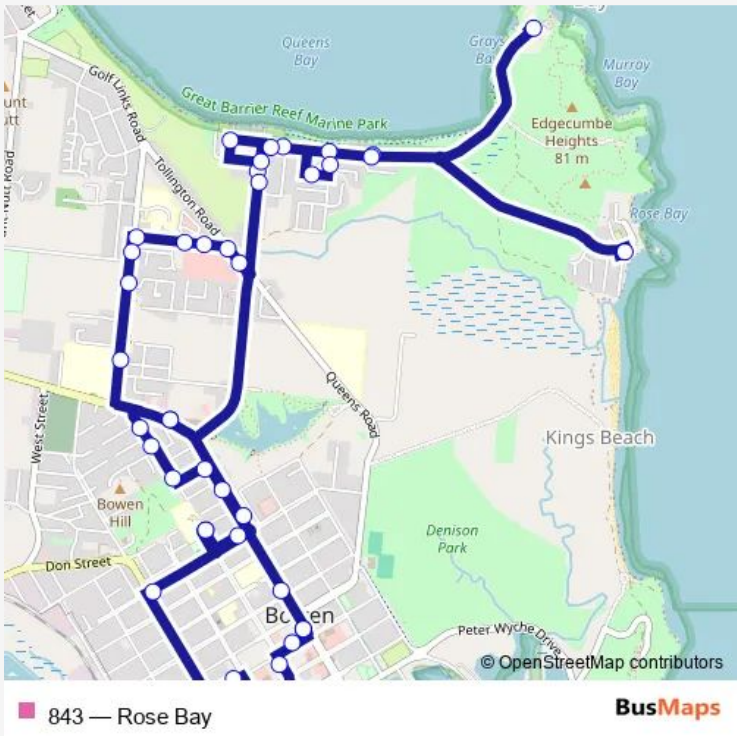 Bay
Queens
Bay
Grays
Bay
Murray
Bay
Golf Links Road
Great Barrier Reef Marine Park
Edgecumbe
Heights
81 m
Tollington Road
Rose Bay
Queens Road
West Street
Kings Beach
Bowen
Hill
Denison
Park
Don Street
Bowen
Peter Wyche Drive
© OpenStreetMap contributors
843 — Rose Bay
BusMaps